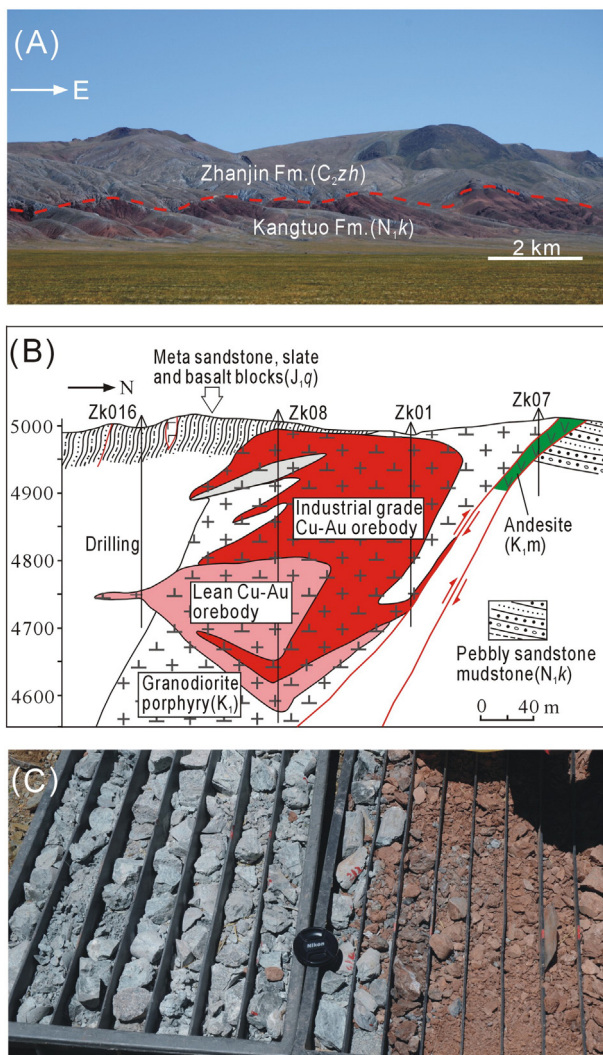 (A)
E
Zhanjin Fm.(C₂zh)
Kangtuo Fm.(N₁k)
2 km
(B)
Meta sandstone, slate
and basalt blocks(J₁q)
N
Zk016
Zk08
Zk01
Zk07
5000
4900
4800
4700
4600
Drilling
Industrial grade
Cu-Au orebody
Andesite
(K₁m)
Lean Cu-Au
orebody
Pebbly sandstone
mudstone(N₁k)
Granodiorite
porphyry(K₁)
0 40 m
(C)
Nikon